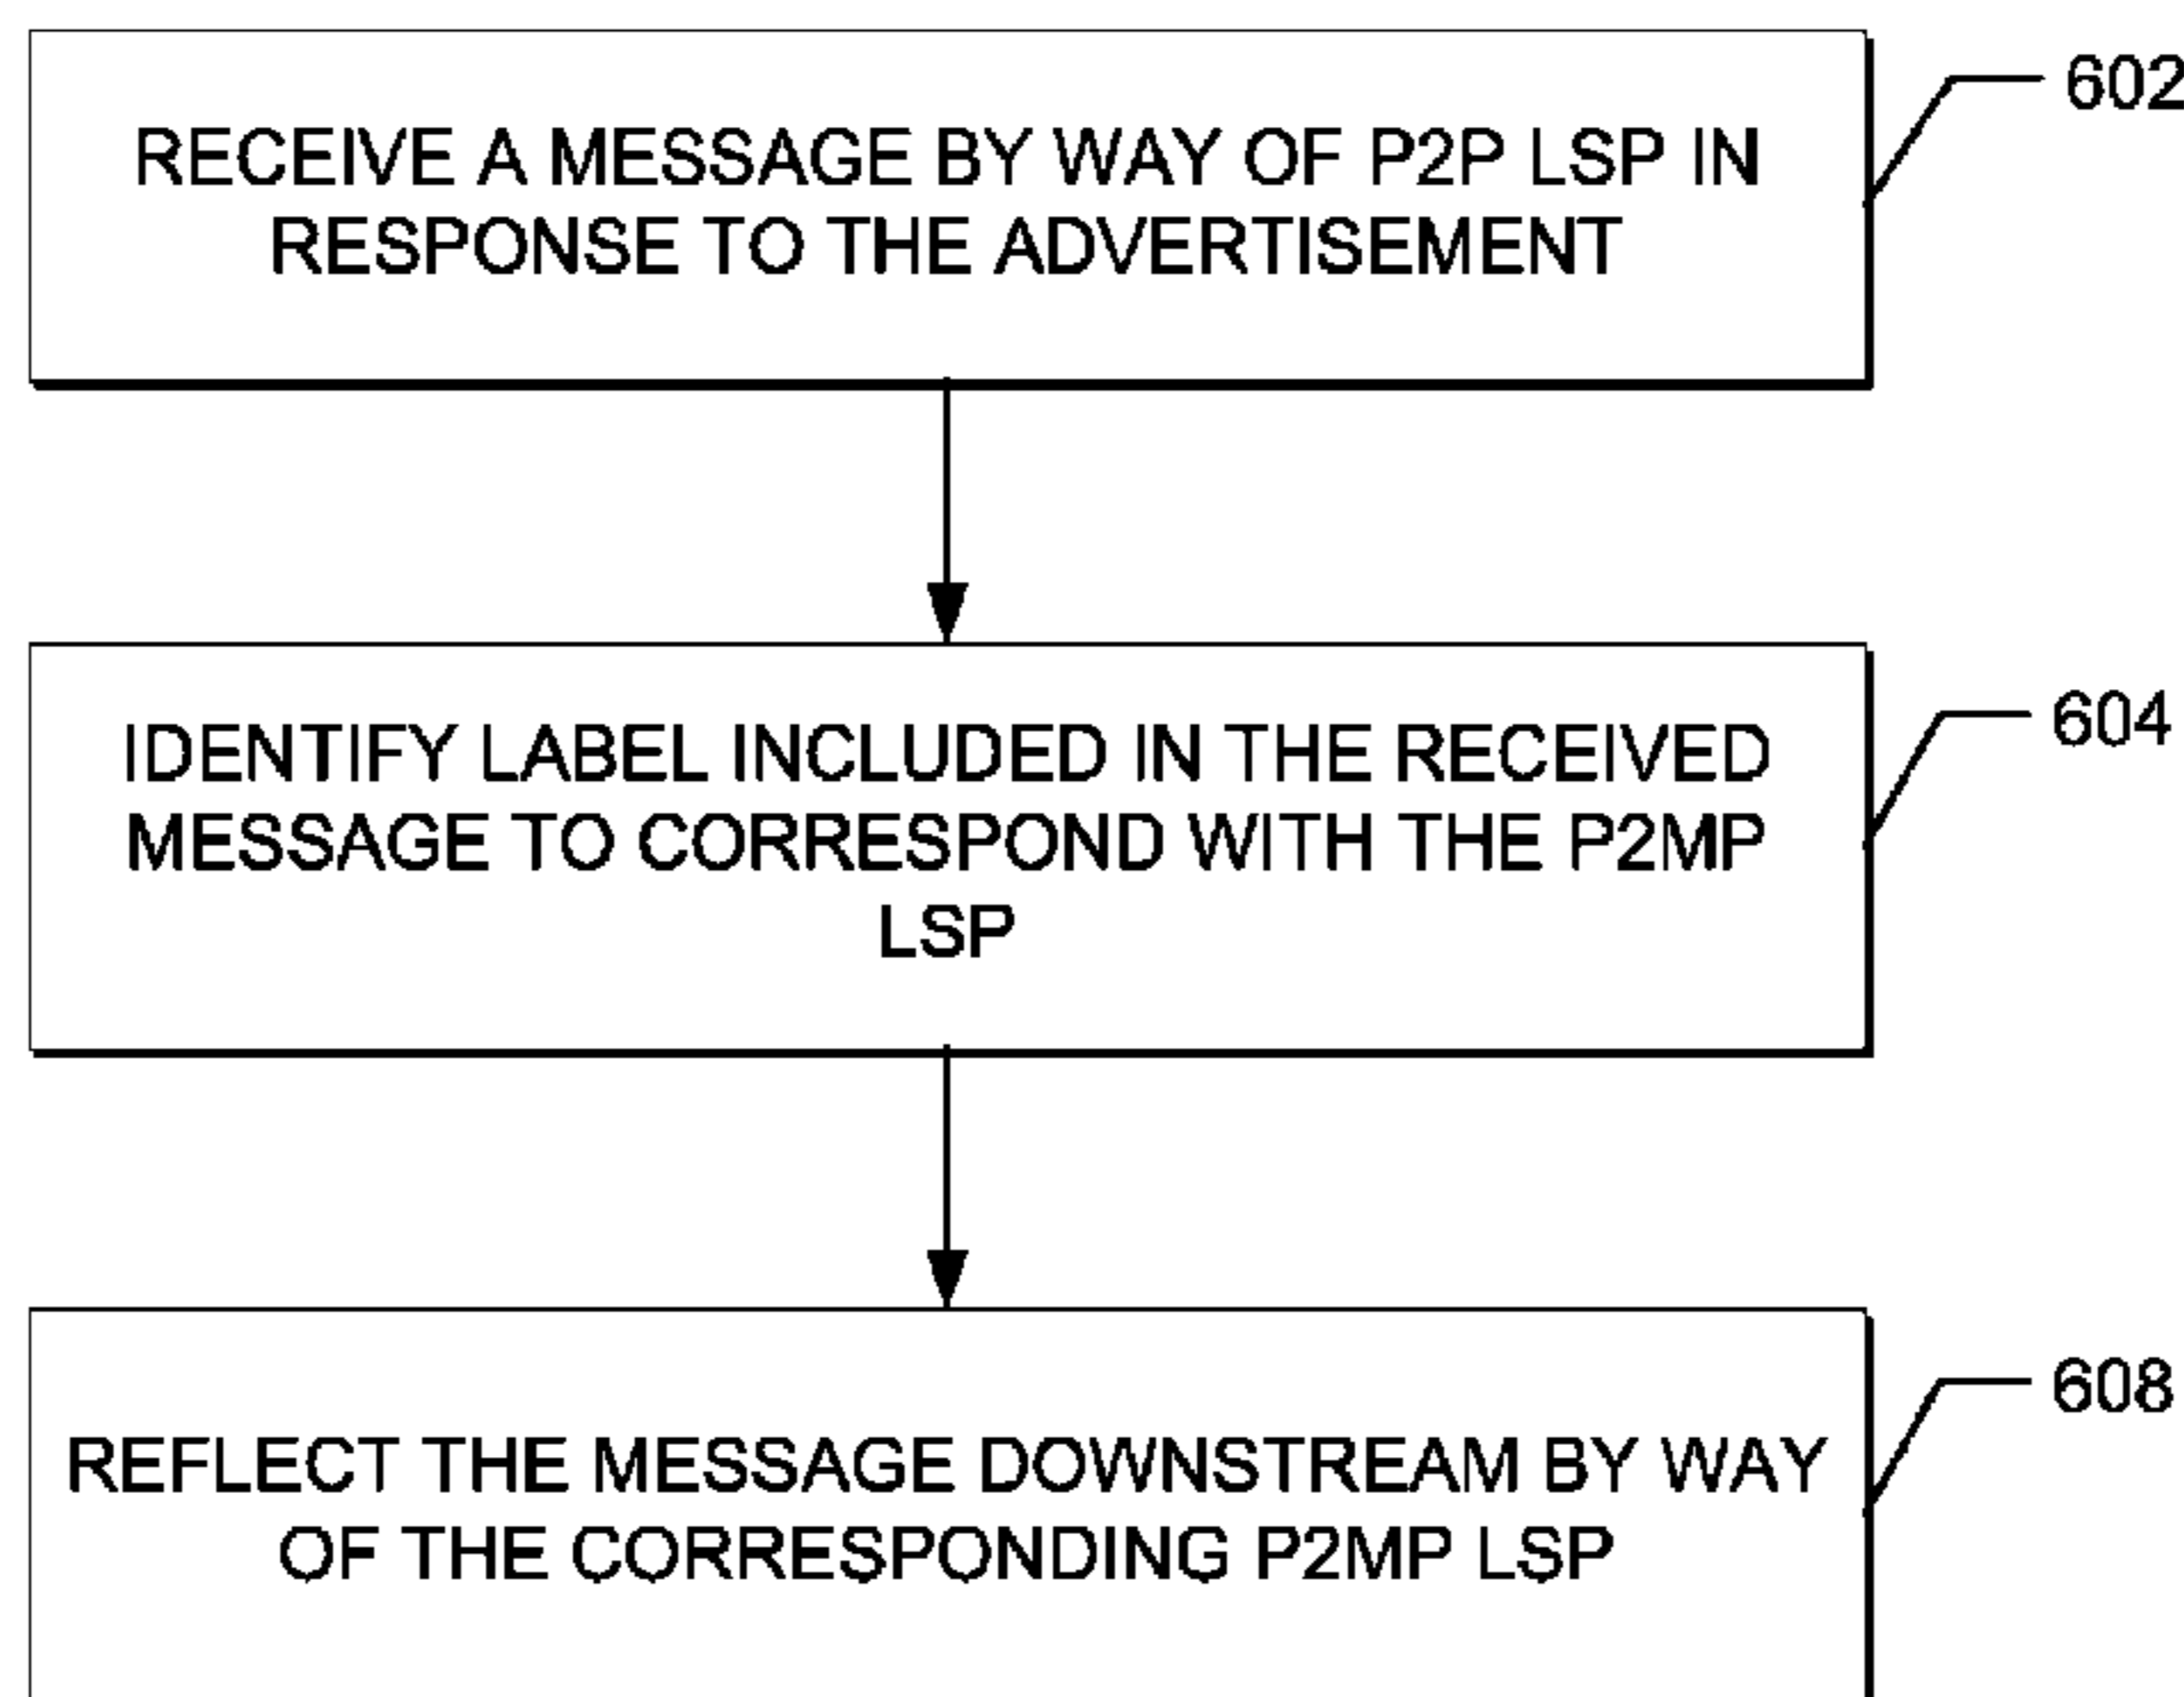 RECEIVE A MESSAGE BY WAY OF P2P LSP IN
RESPONSE TO THE ADVERTISEMENT
602
IDENTIFY LABEL INCLUDED IN THE RECEIVED
MESSAGE TO CORRESPOND WITH THE P2MP
LSP
604
REFLECT THE MESSAGE DOWNSTREAM BY WAY
OF THE CORRESPONDING P2MP LSP
608